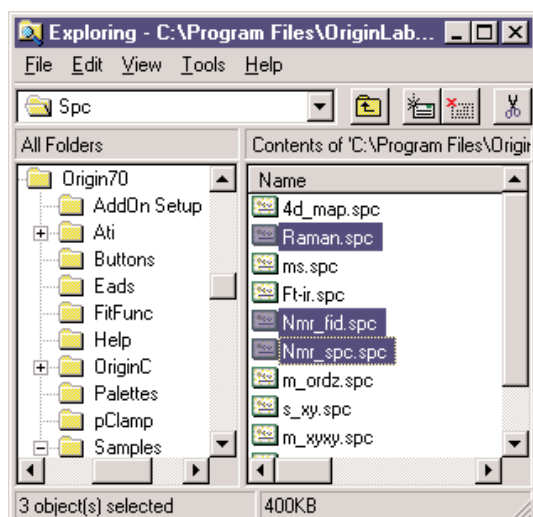 Exploring - C:\Program Files\OriginLab...
File Edit View Tools Help
Spc
All Folders
Contents of 'C:\Program Files\Origin
Origin70
AddOn Setup
Ati
Buttons
Eads
FitFunc
Help
OriginC
Palettes
pClamp
Samples
Name
4d_map.spc
Raman.spc
ms.spc
Ft-ir.spc
Nmr_fid.spc
Nmr_spc.spc
m_ordz.spc
s_xy.spc
m_xyxy.spc
3 object(s) selected
400KB